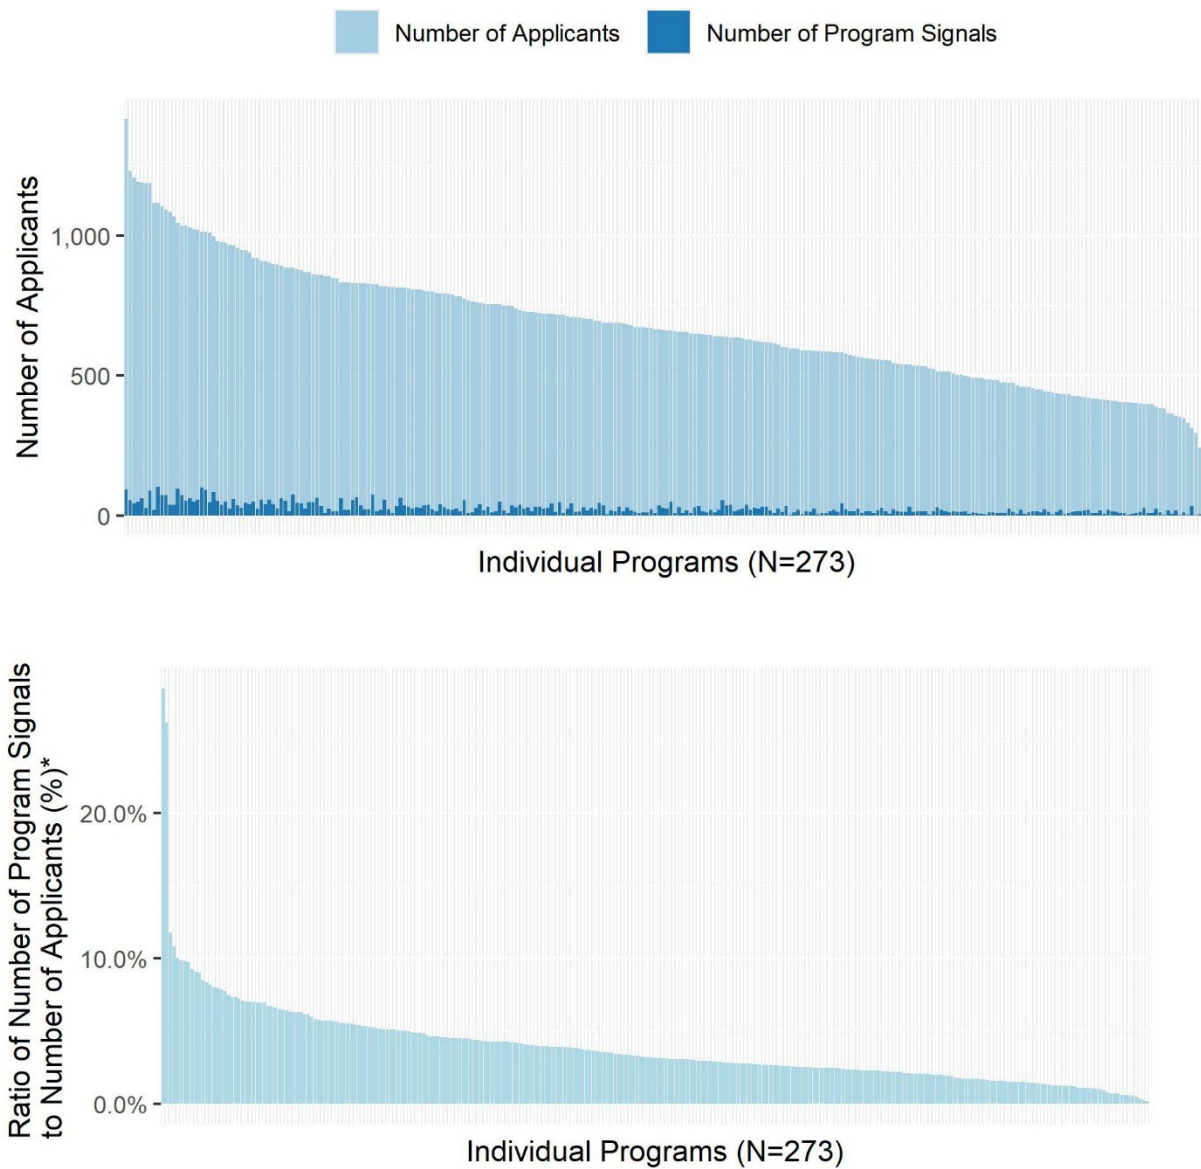 Number of Applicants
Number of Program Signals
Number of Applicants
1,000
500
0
Individual Programs (N=273)
Ratio of Number of Program Signals
to Number of Applicants (%)*
20.0%
10.0%
0.0%
Individual Programs (N=273)